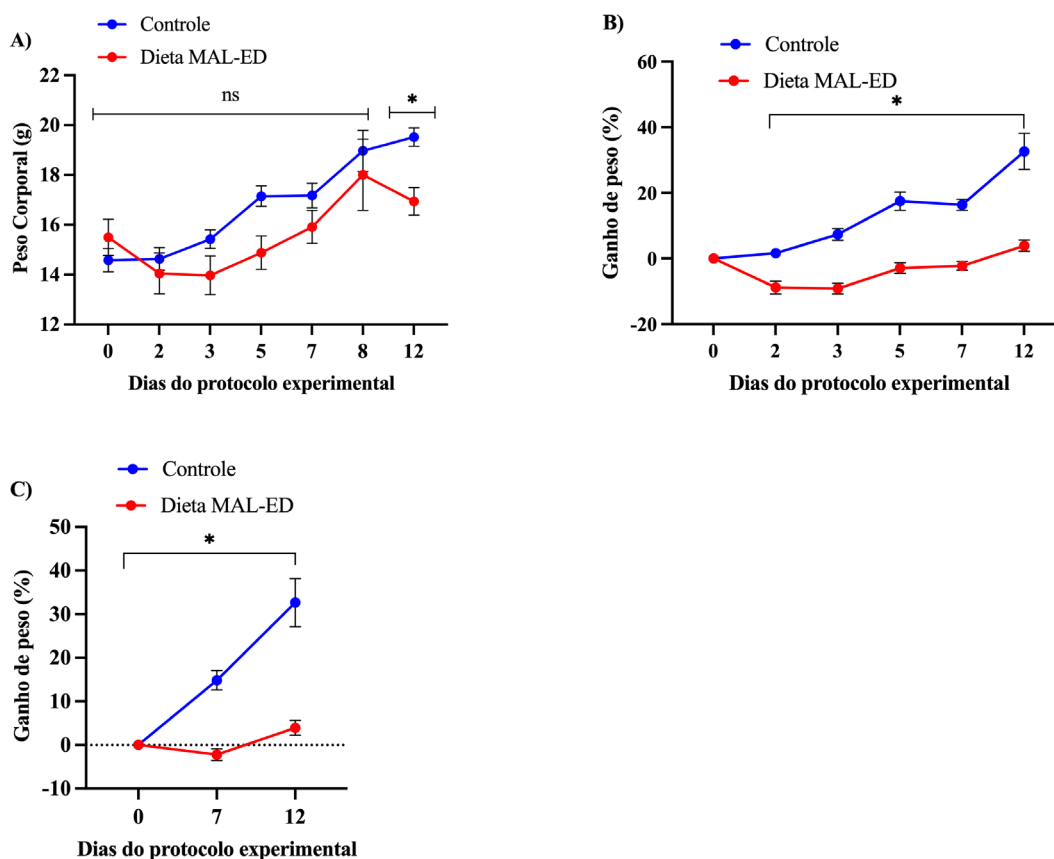 A)
Controle
Dieta MAL-ED
22
20
18
16
14
12
Peso Corporal (g)
ns
*
0 2 3 5 7 8 12
Dias do protocolo experimental
B)
Controle
Dieta MAL-ED
60
40
20
0
-20
Ganho de peso (%)
*
0 2 3 5 7 12
Dias do protocolo experimental
C)
Controle
Dieta MAL-ED
50
40
30
20
10
0
-10
Ganho de peso (%)
*
0 7 12
Dias do protocolo experimental